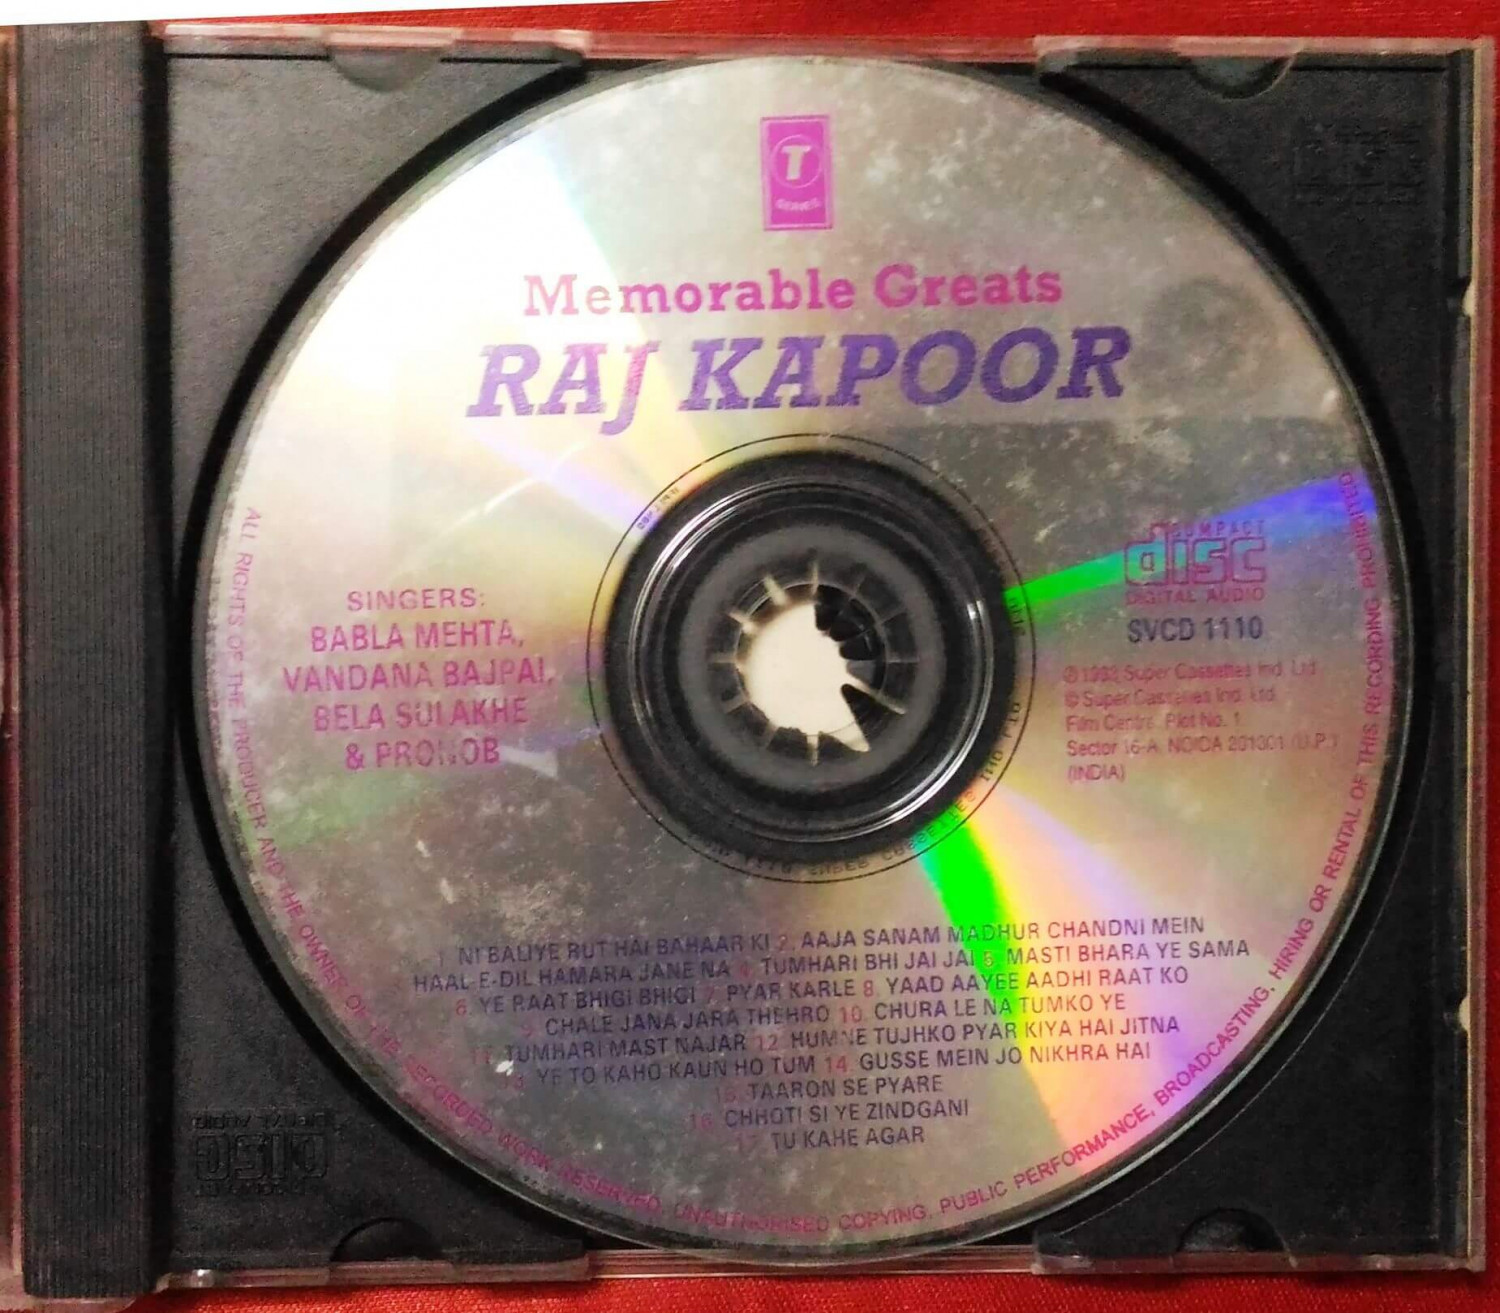 T
SERIES
Memorable Greats
RAJ KAPOOR
SINGERS:
BABLA MEHTA,
VANDANA BAJPAI,
BELA SULAKHE
& PRONOB
COMPACT
disc
DIGITAL AUDIO
SVCD 1110
Super Cassettes Ind. Ltd.
© Super Cassettes Ind. Ltd.
Film Centre, Plot No. 1
Sector 16-A, NOIDA 201301 (U.P.)
(INDIA)
1. NI BALIYE RUT HAI BAHAAR KI 2. AAJA SANAM MADHUR CHANDNI MEIN
HAAL-E-DIL HAMARA JANE NA 4. TUMHARI BHI JAI JAI 5. MASTI BHARA YE SAMA
6. YE RAAT BHIGI BHIGI 7. PYAR KARLE 8. YAAD AAYEE AADHI RAAT KO
9. CHALE JANA JARA THEHRO 10. CHURA LE NA TUMKO YE
11. TUMHARI MAST NAJAR 12. HUMNE TUJHKO PYAR KIYA HAI JITNA
13. YE TO KAHO KAUN HO TUM 14. GUSSE MEIN JO NIKHRA HAI
15. TAARON SE PYARE
16. CHHOTI SI YE ZINDGANI
17. TU KAHE AGAR
ALL RIGHTS OF THE PRODUCER AND THE OWNER OF THE RECORDED WORK RESERVED. UNAUTHORISED COPYING, PUBLIC PERFORMANCE, BROADCASTING, HIRING OR RENTAL OF THIS RECORDING PROHIBITED
DIGITAL AUDIO
disc